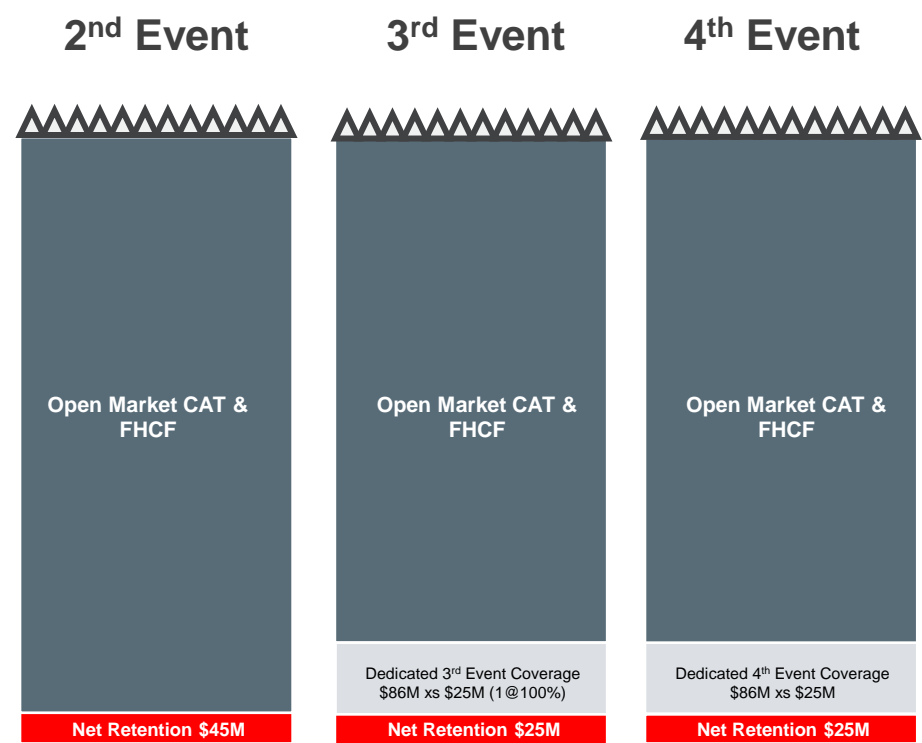 2nd Event
3rd Event
4th Event
Open Market CAT &
FHCF
Open Market CAT &
FHCF
Open Market CAT &
FHCF
Dedicated 3rd Event Coverage
$86M xs $25M (1@100%)
Dedicated 4th Event Coverage
$86M xs $25M
Net Retention $45M
Net Retention $25M
Net Retention $25M